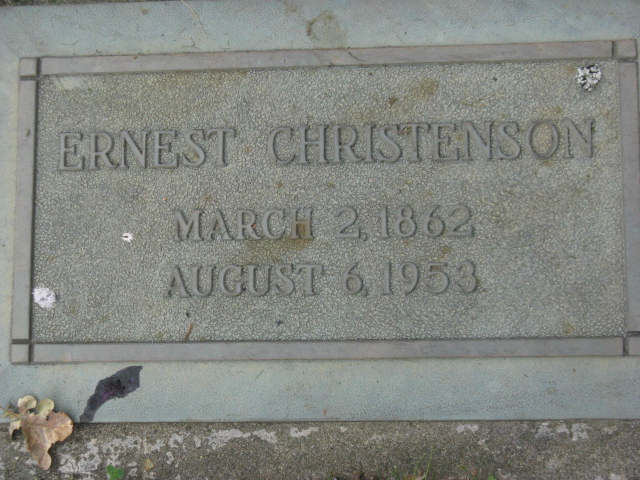 ERNEST CHRISTENSON
MARCH 2, 1862
AUGUST 6, 1953